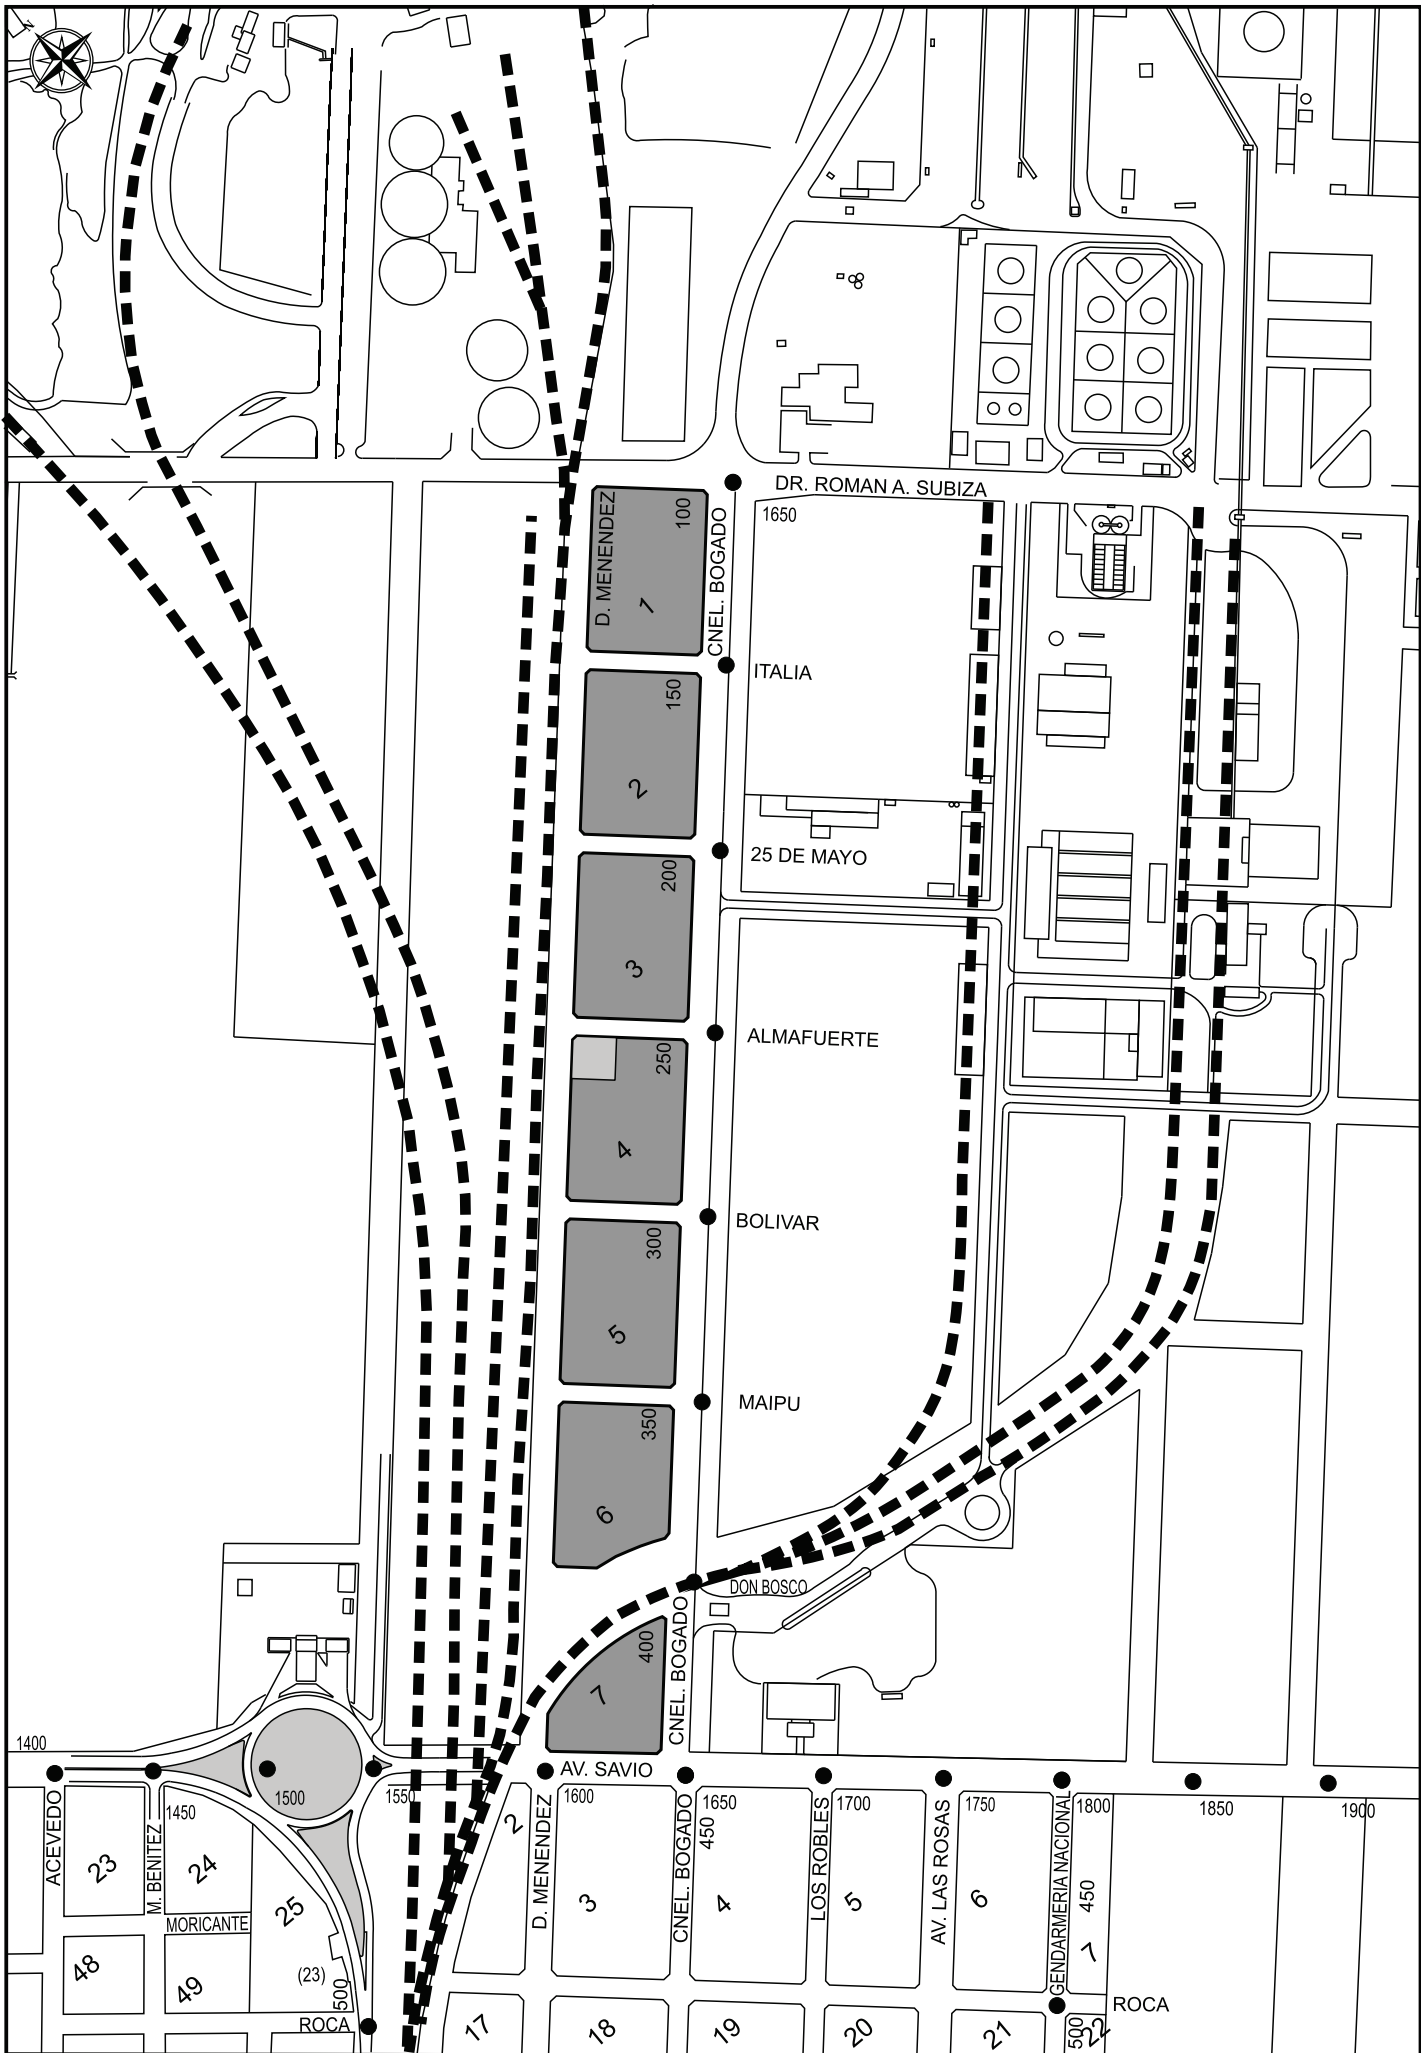 N
DR. ROMAN A. SUBIZA
D. MENENDEZ
100
1
CNEL. BOGADO
1650
ITALIA
150
2
25 DE MAYO
200
3
ALMAFUERTE
250
4
BOLIVAR
300
5
MAIPU
350
6
DON BOSCO
CNEL. BOGADO
400
7
1400
AV. SAVIO
1450
1500
1550
1600
1650
1700
1750
1800
1850
1900
ACEVEDO
23
M. BENITEZ
24
25
2
D. MENENDEZ
3
CNEL. BOGADO
450
4
LOS ROBLES
5
AV. LAS ROSAS
6
GENDARMERIA NACIONAL
450
7
MORICANTE
48
49
(23)
500
ROCA
ROCA
17
18
19
20
21
500
22